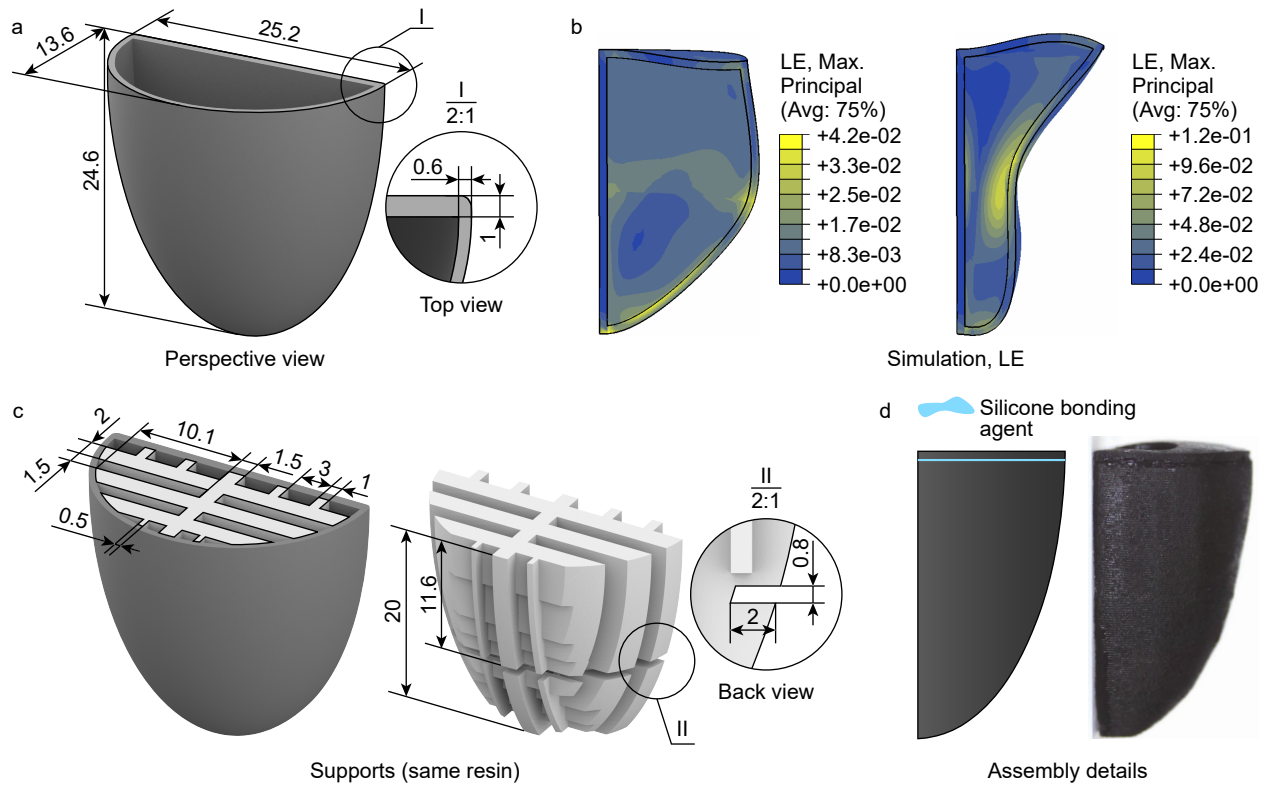 a
13.6
25.2
I
24.6
I
2:1
0.6
1
Top view
Perspective view
b
LE, Max.
Principal
(Avg: 75%)
+4.2e-02
+3.3e-02
+2.5e-02
+1.7e-02
+8.3e-03
+0.0e+00
LE, Max.
Principal
(Avg: 75%)
+1.2e-01
+9.6e-02
+7.2e-02
+4.8e-02
+2.4e-02
+0.0e+00
Simulation, LE
c
2
10.1
1.5
3
1
1.5
0.5
20
11.6
II
II
2:1
0.8
2
Back view
Supports (same resin)
d
Silicone bonding
agent
Assembly details